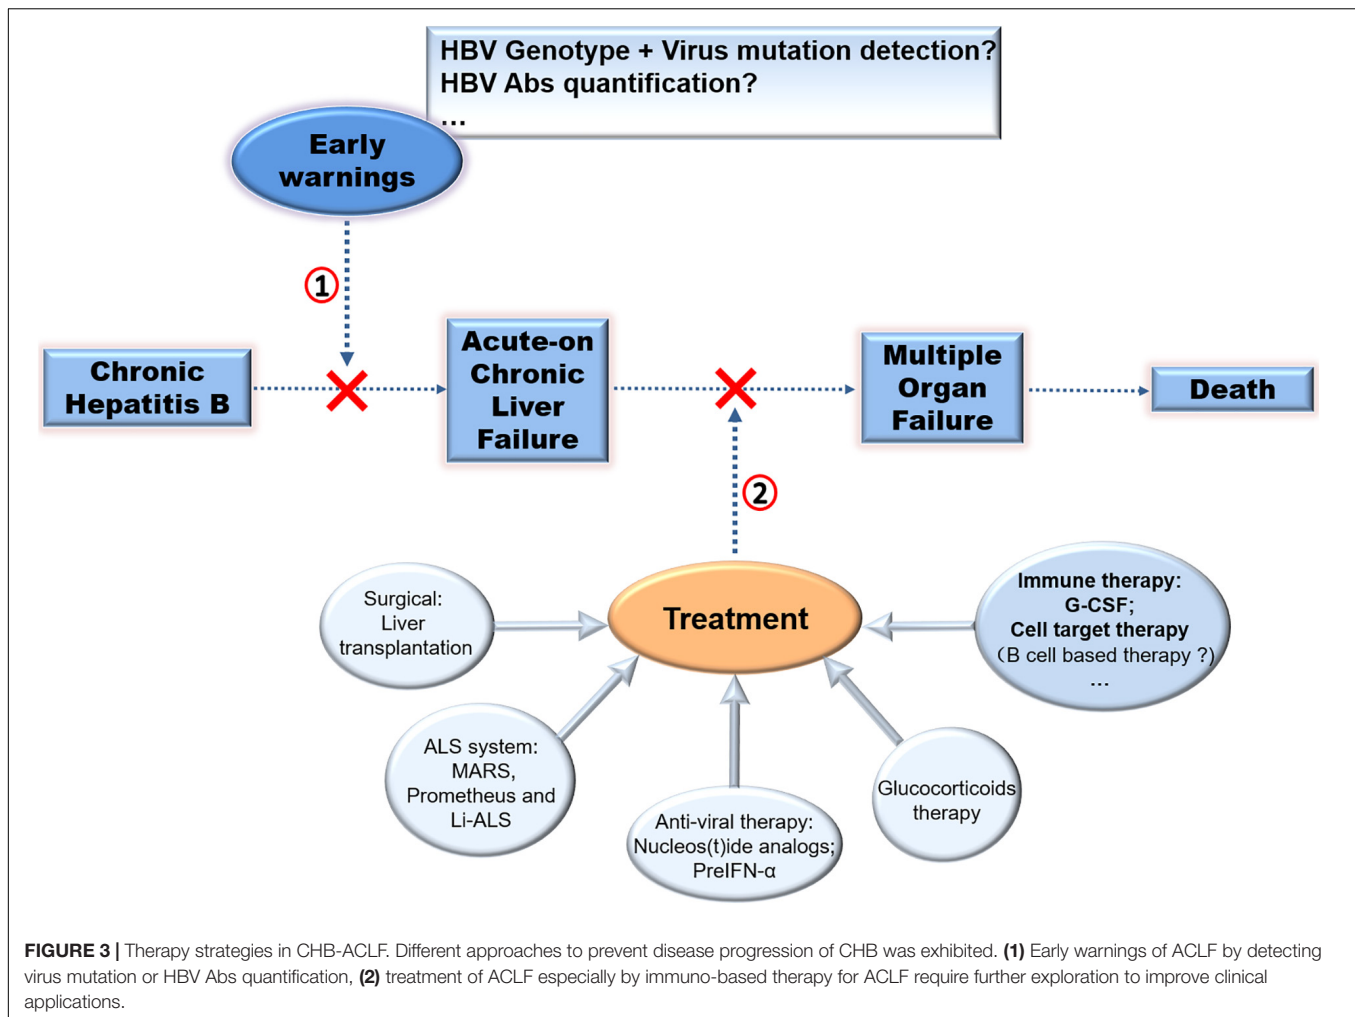 HBV Genotype + Virus mutation detection?
HBV Abs quantification?
...
Early
warnings
1
Chronic
Hepatitis B
Acute-on
Chronic
Liver
Failure
Multiple
Organ
Failure
Death
2
Treatment
Surgical:
Liver
transplantation
ALS system:
MARS,
Prometheus and
Li-ALS
Anti-viral therapy:
Nucleos(t)ide analogs;
PreIFN-α
Glucocorticoids
therapy
Immune therapy:
G-CSF;
Cell target therapy
(B cell based therapy ?)
...
FIGURE 3 | Therapy strategies in CHB-ACLF. Different approaches to prevent disease progression of CHB was exhibited. (1) Early warnings of ACLF by detecting
virus mutation or HBV Abs quantification, (2) treatment of ACLF especially by immuno-based therapy for ACLF require further exploration to improve clinical
applications.